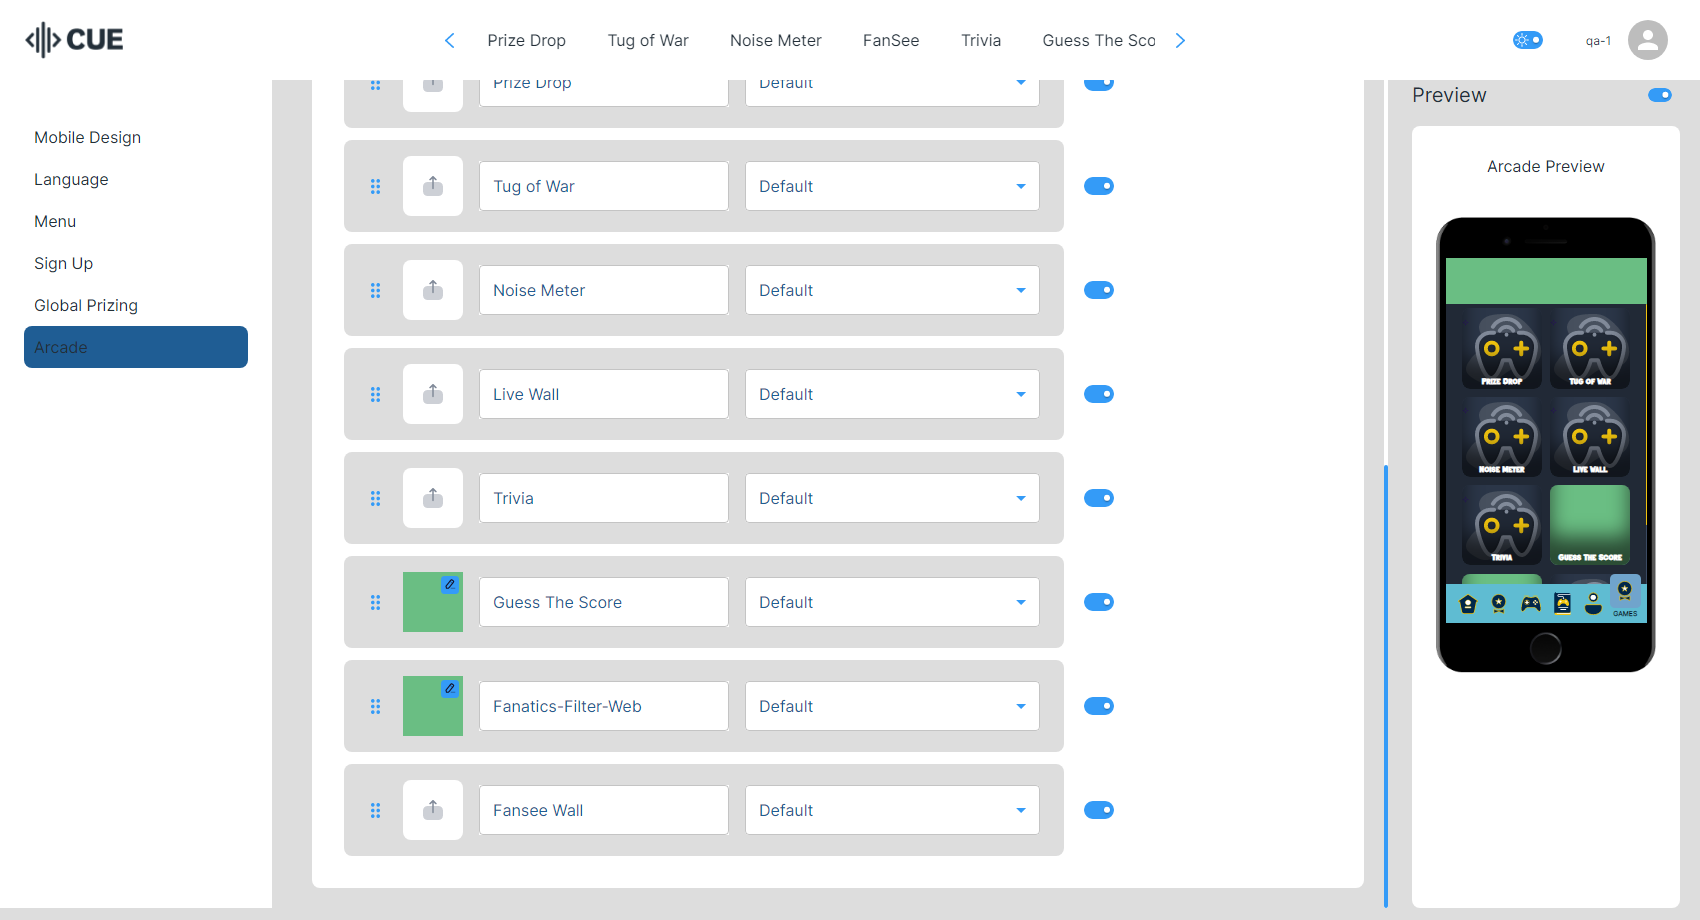 CUE
Prize Drop
Tug of War
Noise Meter
FanSee
Trivia
Guess The Sco
qa-1
Mobile Design
Language
Menu
Sign Up
Global Prizing
Arcade
Prize Drop
Default
Tug of War
Default
Noise Meter
Default
Live Wall
Default
Trivia
Default
Guess The Score
Default
Fanatics-Filter-Web
Default
Fansee Wall
Default
Preview
Arcade Preview
Prize Drop
Tug of War
Noise Meter
Live Wall
Trivia
Guess The Score
GAMES